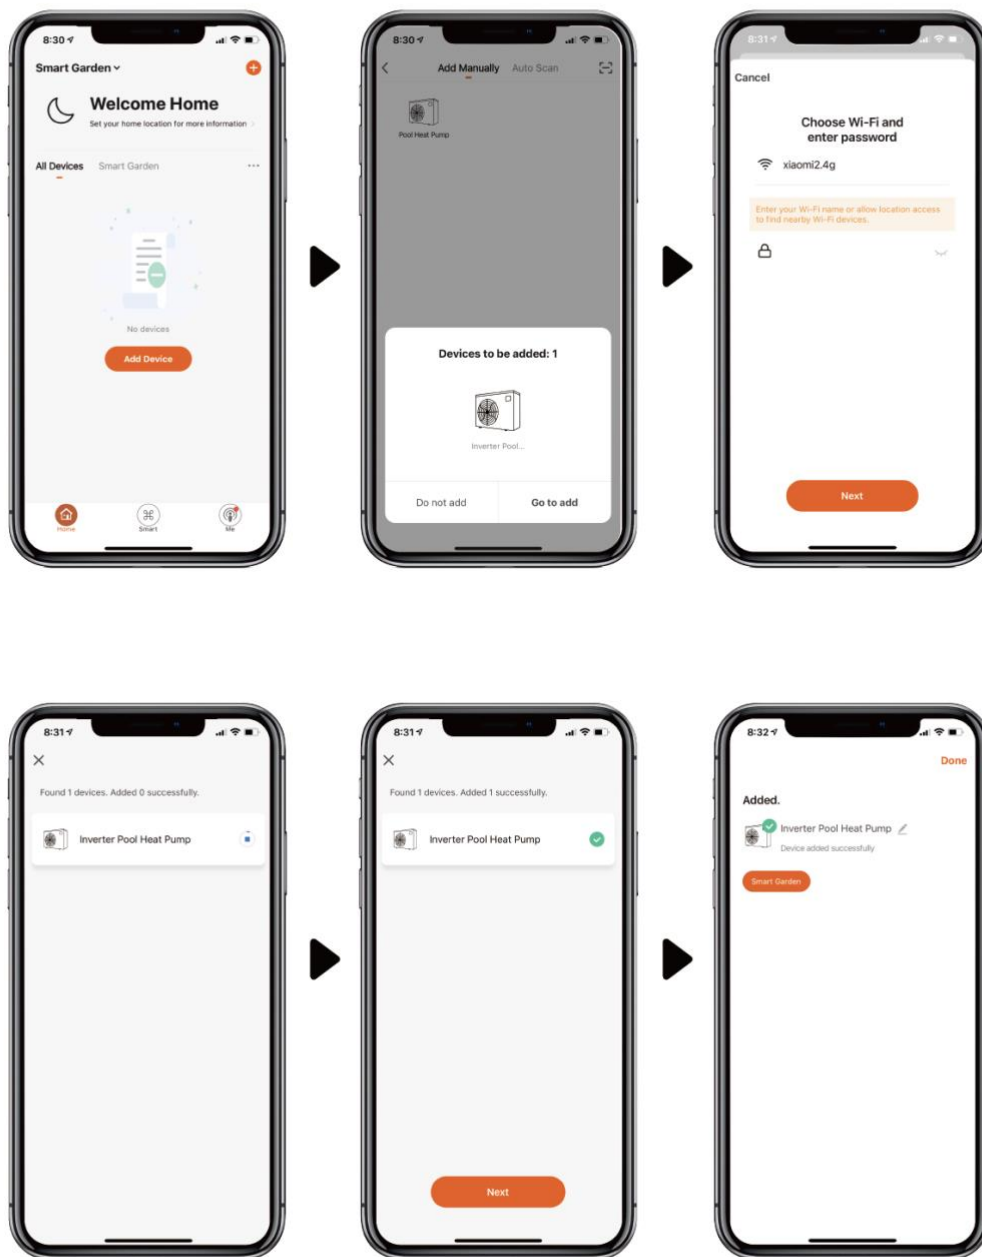 8:30
Smart Garden
Welcome Home
Set your home location for more information
All Devices Smart Garden
No devices
Add Device
Home Smart Me
8:30
Add Manually Auto Scan
Pool Heat Pump
Devices to be added: 1
Inverter Pool...
Do not add Go to add
8:31
Cancel
Choose Wi-Fi and
enter password
xiaomi2.4g
Enter your Wi-Fi name or allow location access
to find nearby Wi-Fi devices.
Next
8:31
Found 1 devices. Added 0 successfully.
Inverter Pool Heat Pump
8:31
Found 1 devices. Added 1 successfully.
Inverter Pool Heat Pump
Next
8:32
Done
Added.
Inverter Pool Heat Pump
Device added successfully
Smart Garden